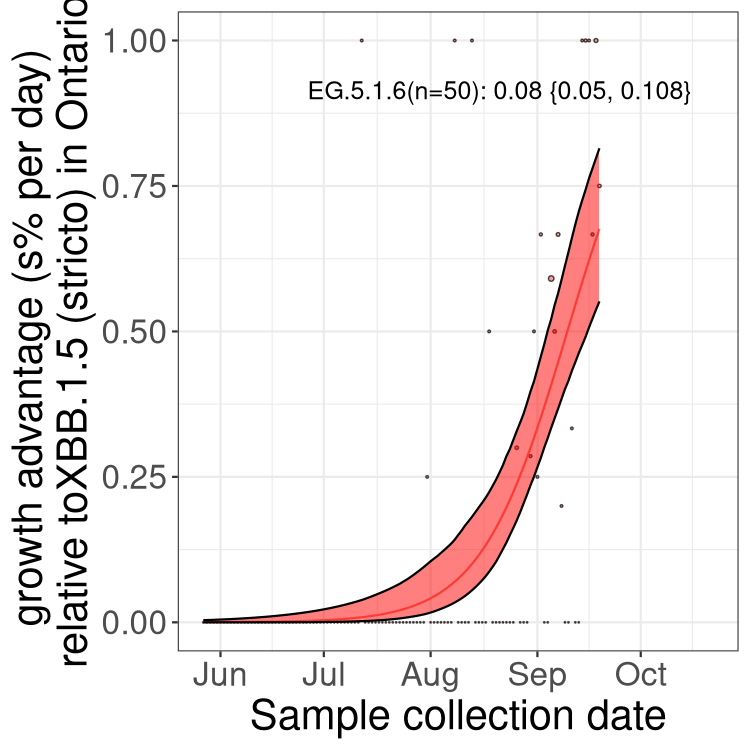 growth advantage (s% per day)
relative toXBB.1.5 (stricto) in Ontario
1.00
0.75
0.50
0.25
0.00
EG.5.1.6(n=50): 0.08 {0.05, 0.108}
Jun Jul Aug Sep Oct
Sample collection date